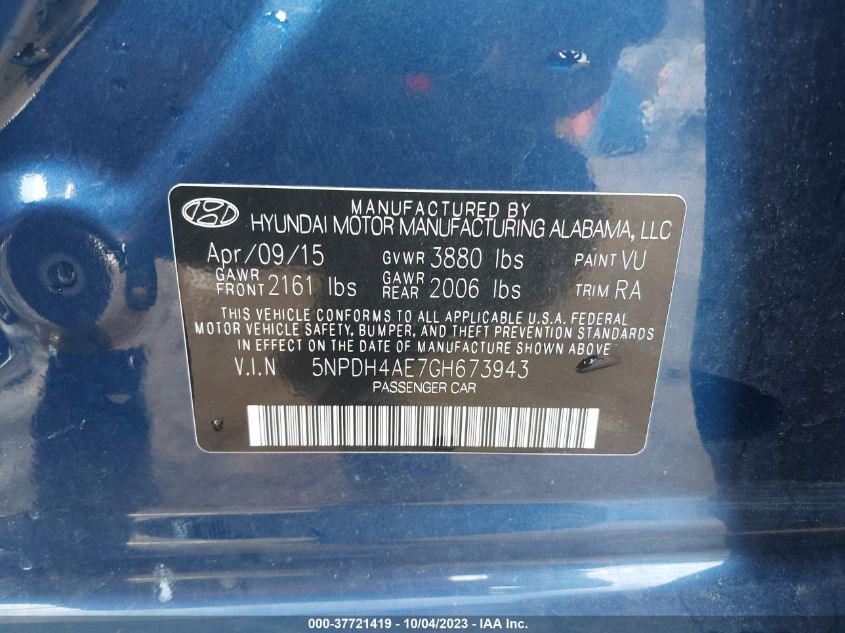 MANUFACTURED BY
HYUNDAI MOTOR MANUFACTURING ALABAMA, LLC
Apr/09/15 GVWR 3880 lbs PAINT VU
GAWR FRONT 2161 lbs GAWR REAR 2006 lbs TRIM RA
THIS VEHICLE CONFORMS TO ALL APPLICABLE U.S.A. FEDERAL
MOTOR VEHICLE SAFETY, BUMPER, AND THEFT PREVENTION STANDARDS
IN EFFECT ON THE DATE OF MANUFACTURE SHOWN ABOVE
V.I.N 5NPDH4AE7GH673943
PASSENGER CAR
000-37721419 - 10/04/2023 - IAA Inc.